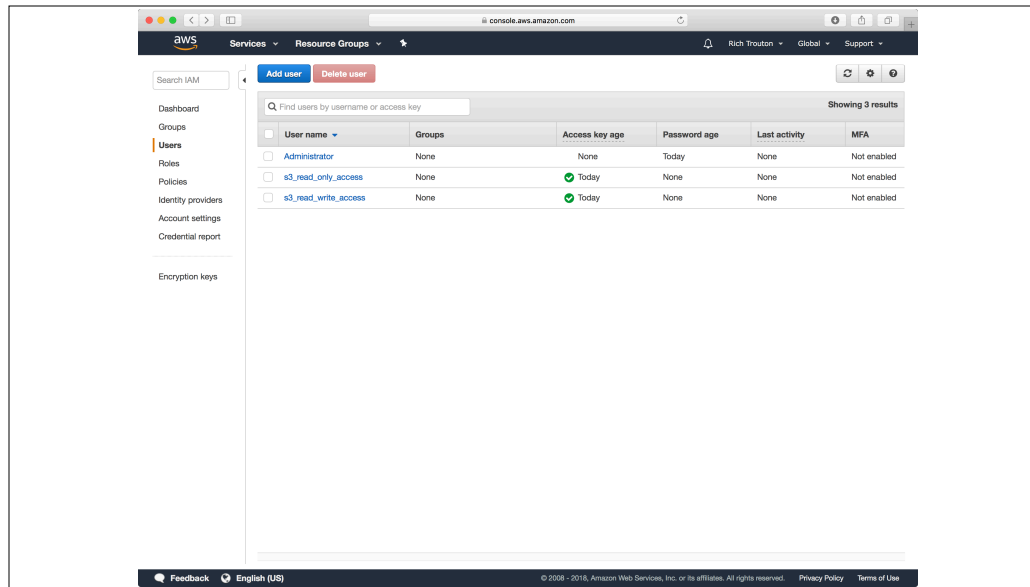 console.aws.amazon.com
aws Services Resource Groups Rich Trouton Global Support
Search IAM
Dashboard
Groups
Users
Roles
Policies
Identity providers
Account settings
Credential report
Encryption keys
Add user Delete user
Find users by username or access key Showing 3 results
User name Groups Access key age Password age Last activity MFA
Administrator None None Today None Not enabled
s3_read_only_access None Today None None Not enabled
s3_read_write_access None Today None None Not enabled
Feedback English (US) © 2008 - 2018, Amazon Web Services, Inc. or its affiliates. All rights reserved. Privacy Policy Terms of Use